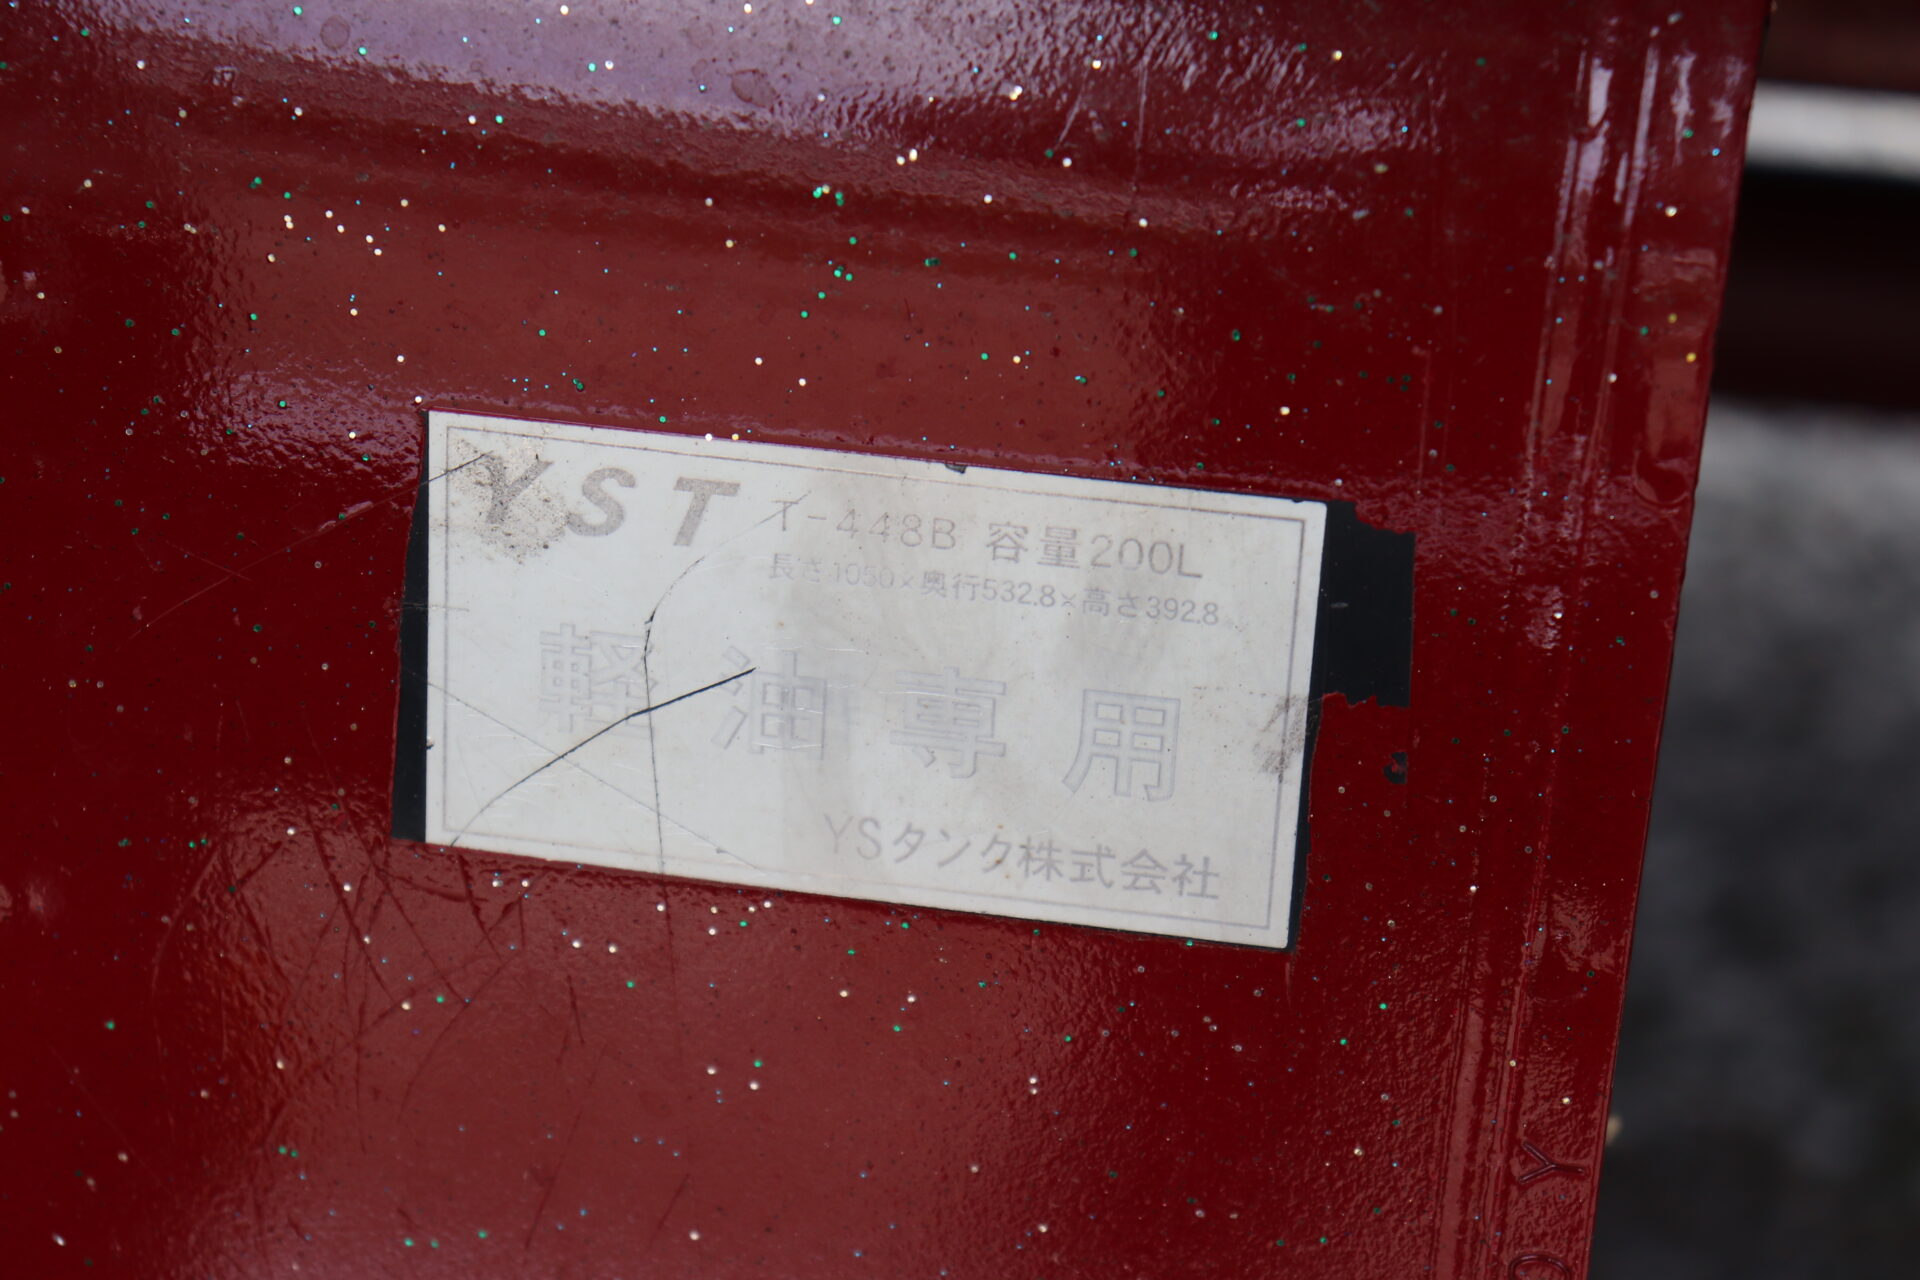 YST T-448B 容量200L
長さ1050×奥行532.8×高さ392.8
軽油専用
YSタンク株式会社